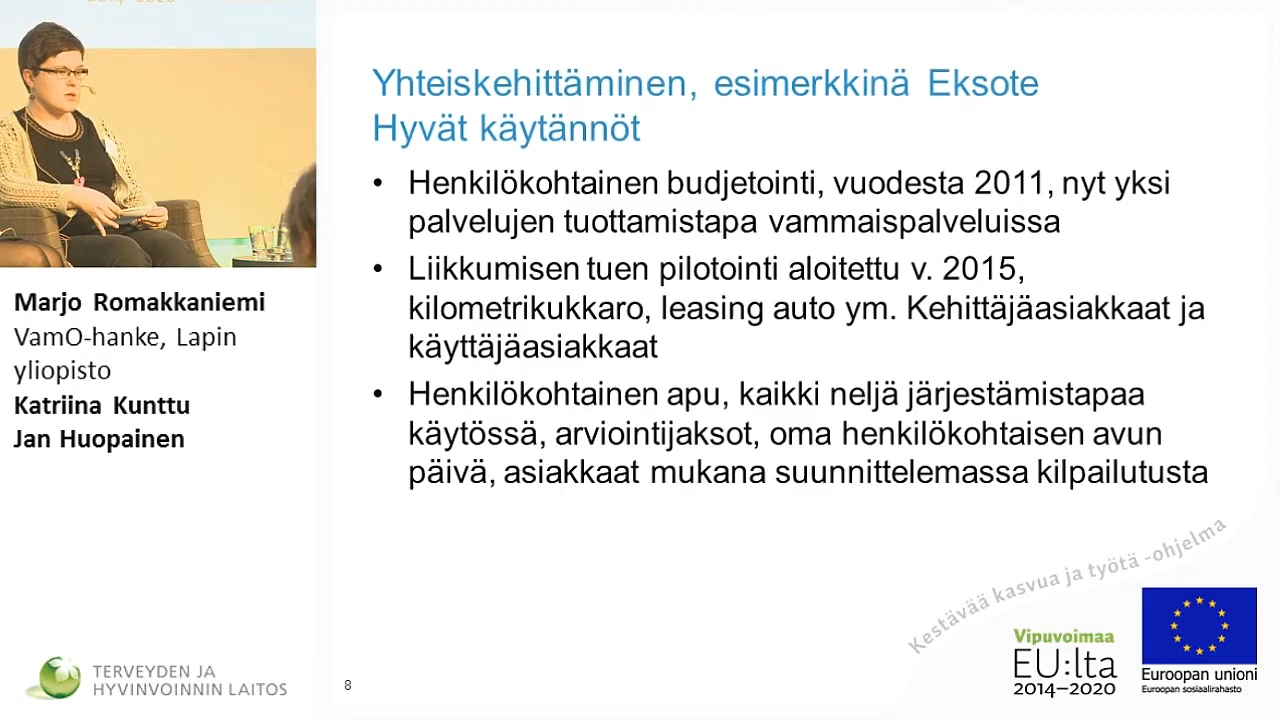 Yhteiskehittäminen, esimerkkinä Eksote
Hyvät käytännöt
• Henkilökohtainen budjetointi, vuodesta 2011, nyt yksi
palvelujen tuottamistapa vammaispalveluissa
• Liikkumisen tuen pilotointi aloitettu v. 2015,
kilometrikukkaro, leasing auto ym. Kehittäjäasiakkaat ja
käyttäjäasiakkaat
• Henkilökohtainen apu, kaikki neljä järjestämistapaa
käytössä, arviointijaksot, oma henkilökohtaisen avun
päivä, asiakkaat mukana suunnittelemassa kilpailutusta
Marjo Romakkaniemi
VamO-hanke, Lapin
yliopisto
Katriina Kunttu
Jan Huopainen
TERVEYDEN JA
HYVINVOINNIN LAITOS
8
Kestävää kasvua ja työtä -ohjelma
Vipuvoimaa
EU:lta
2014–2020
Euroopan unioni
Euroopan sosiaalirahasto